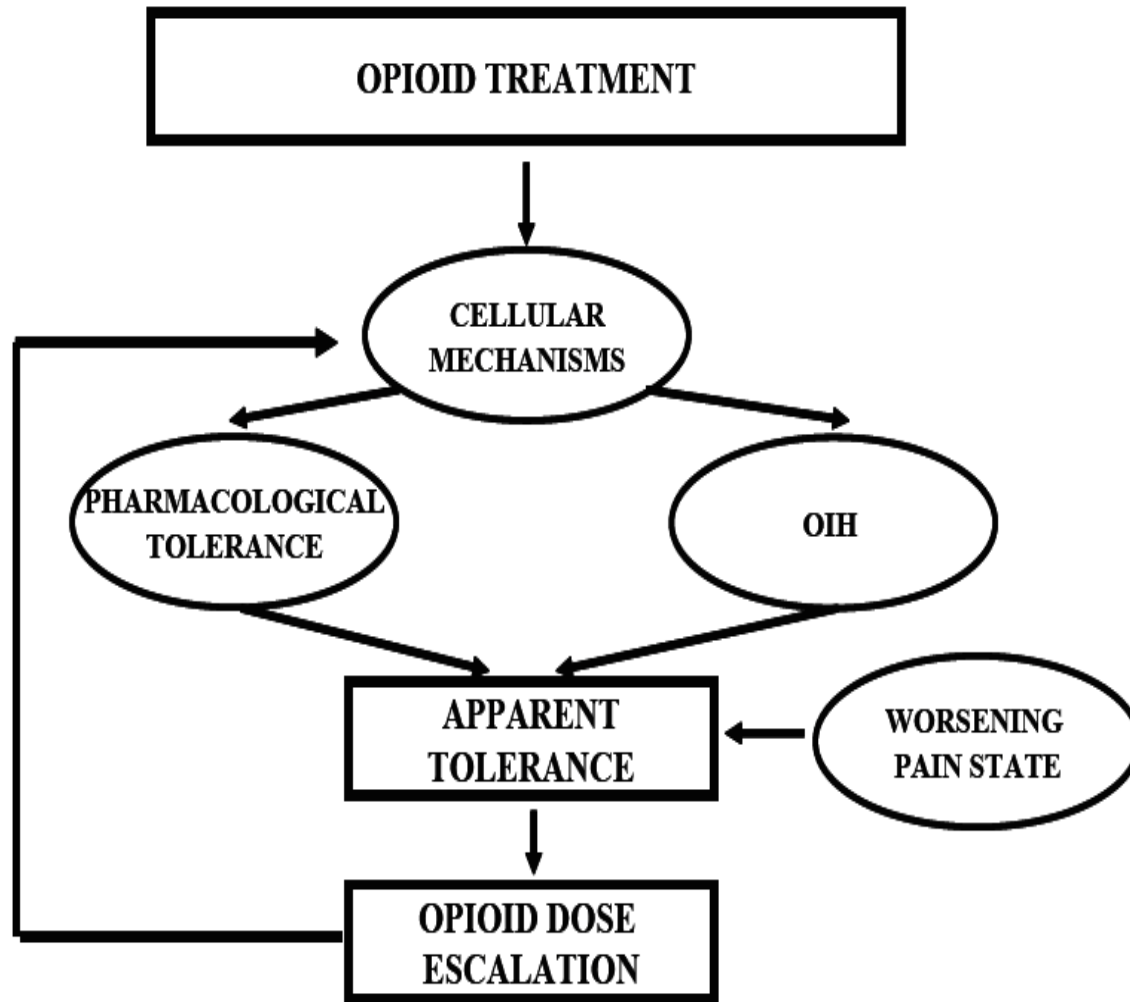 OPIOID TREATMENT
CELLULAR
MECHANISMS
PHARMACOLOGICAL
TOLERANCE
OIH
APPARENT
TOLERANCE
WORSENING
PAIN STATE
OPIOID DOSE
ESCALATION